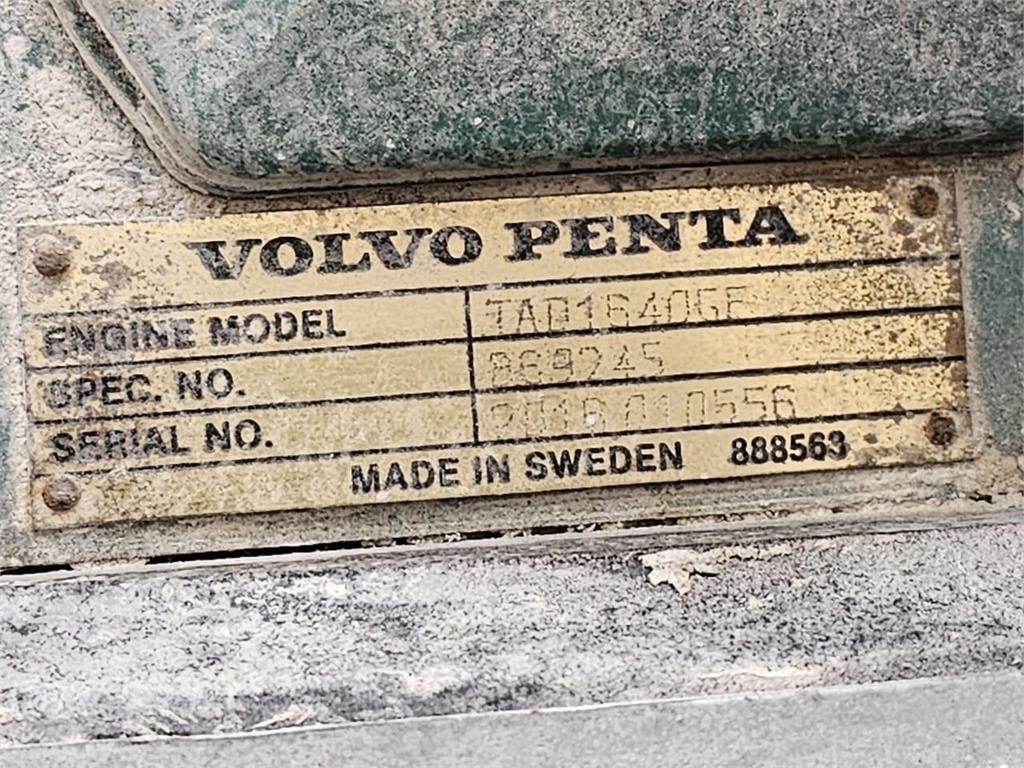 VOLVO PENTA
ENGINE MODEL TAD1640GE
SPEC. NO. 869245
SERIAL NO.
MADE IN SWEDEN 888563